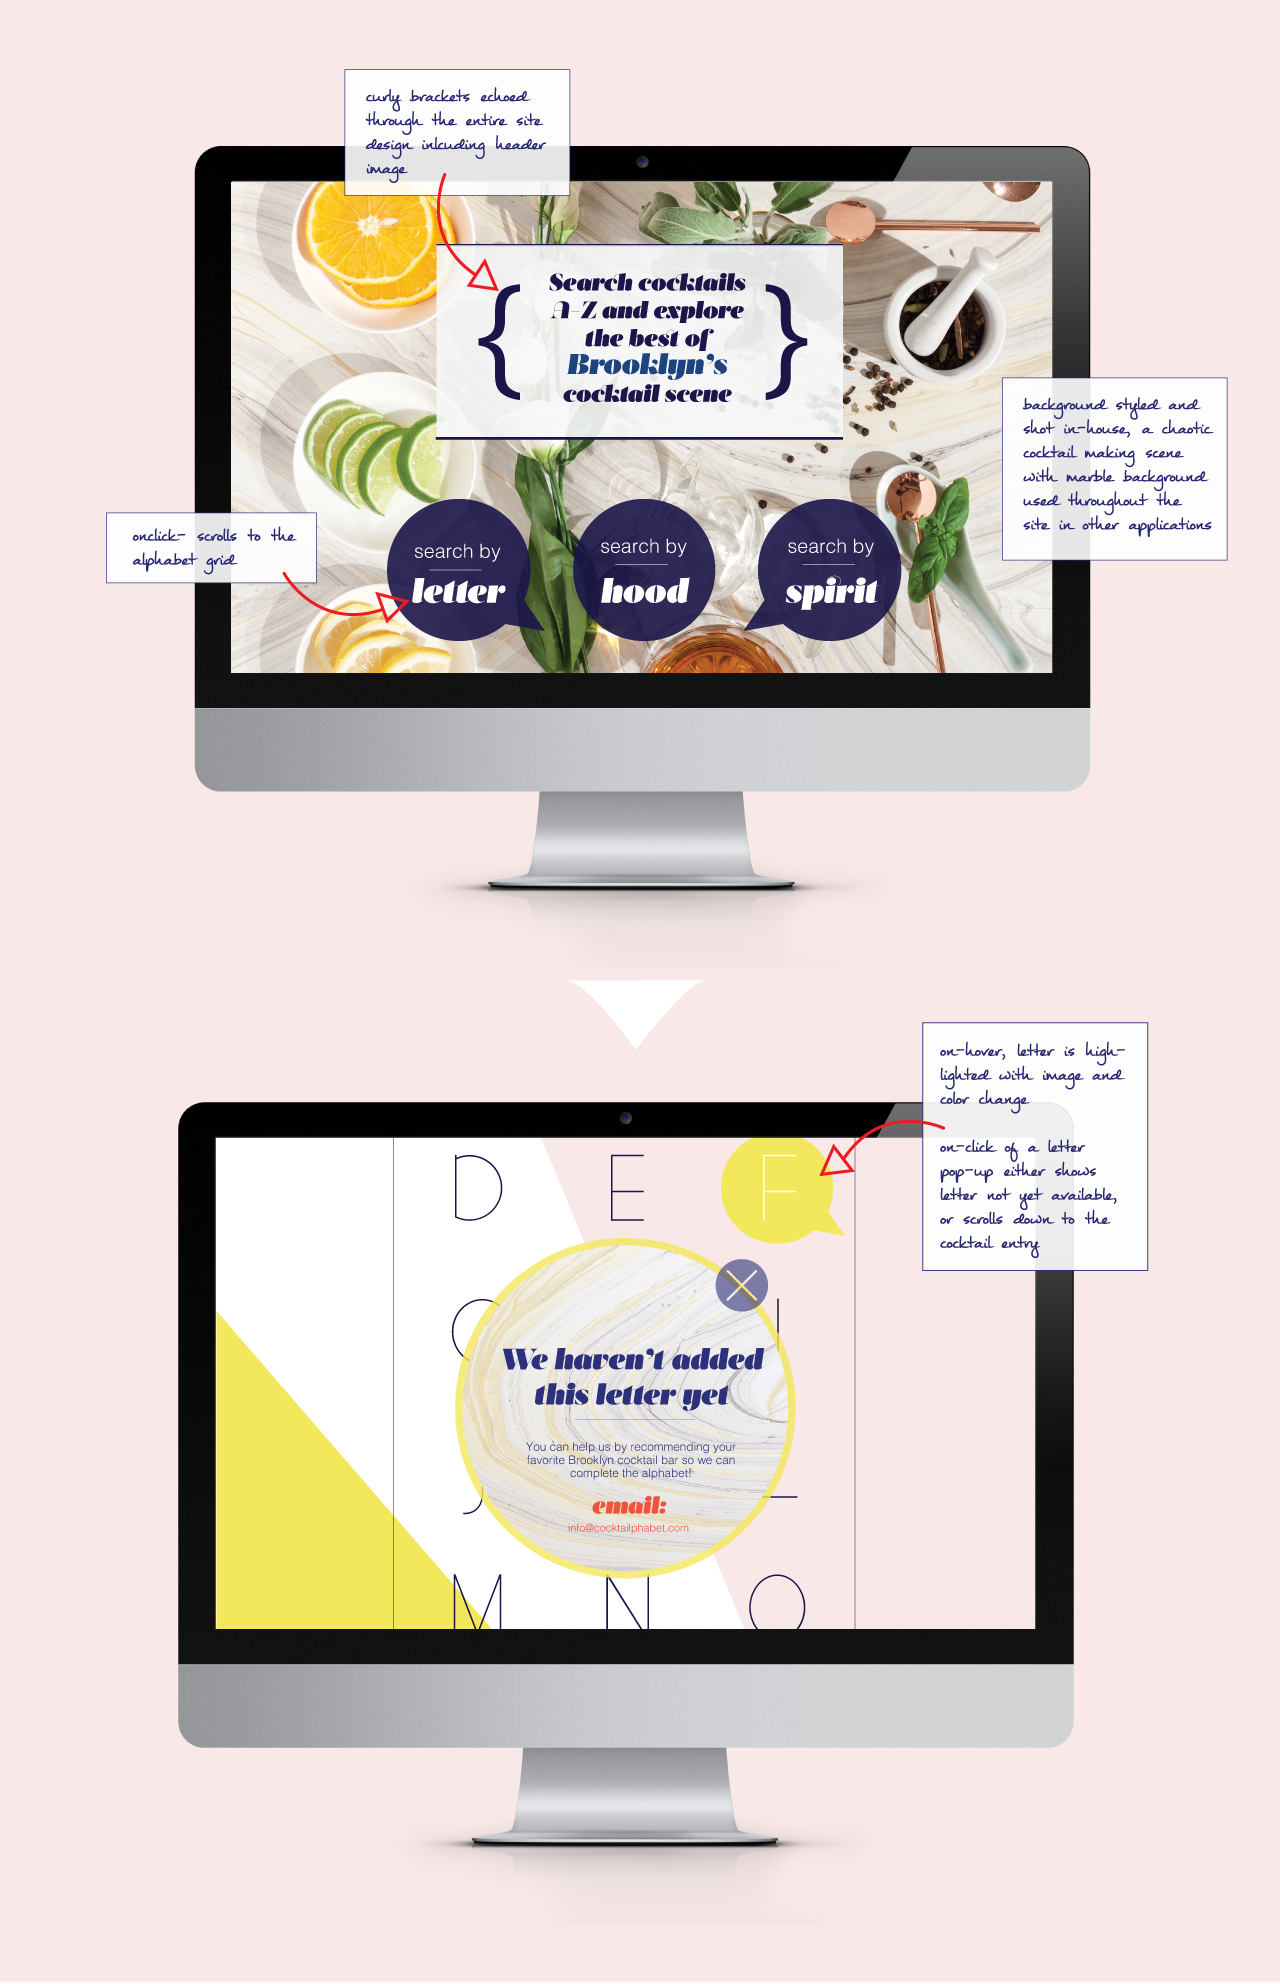 curly brackets echoed
through the entire site
design inlcuding header
image
{ Search cocktails
A-Z and explore
the best of
Brooklyn's
cocktail scene }
background styled and
shot in-house, a chaotic
cocktail making scene
with marble background
used throughout the
site in other applications
onclick- scrolls to the
alphabet grid
search by
letter
search by
hood
search by
spirit
on-hover, letter is high-
lighted with image and
color change
on-click of a letter
pop-up either shows
letter not yet available,
or scrolls down to the
cocktail entry
D E F
We haven't added
this letter yet
You can help us by recommending your
favorite Brooklyn cocktail bar so we can
complete the alphabet!
email:
info@cocktailphabet.com
M N O